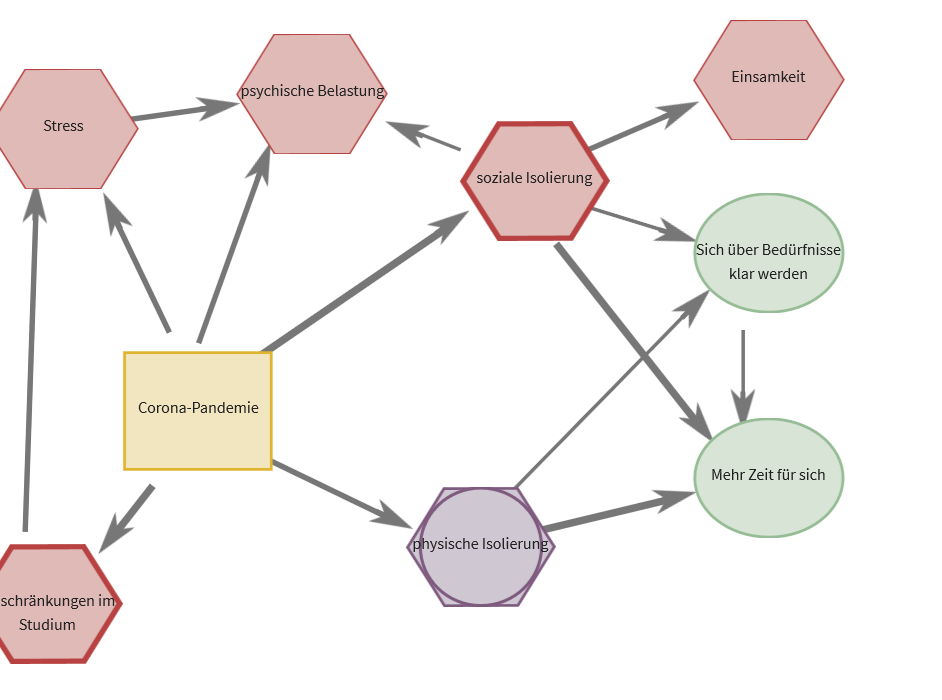 psychische Belastung
Einsamkeit
Stress
soziale Isolierung
Sich über Bedürfnisse
klar werden
Corona-Pandemie
Mehr Zeit für sich
physische Isolierung
schränkungen im
Studium